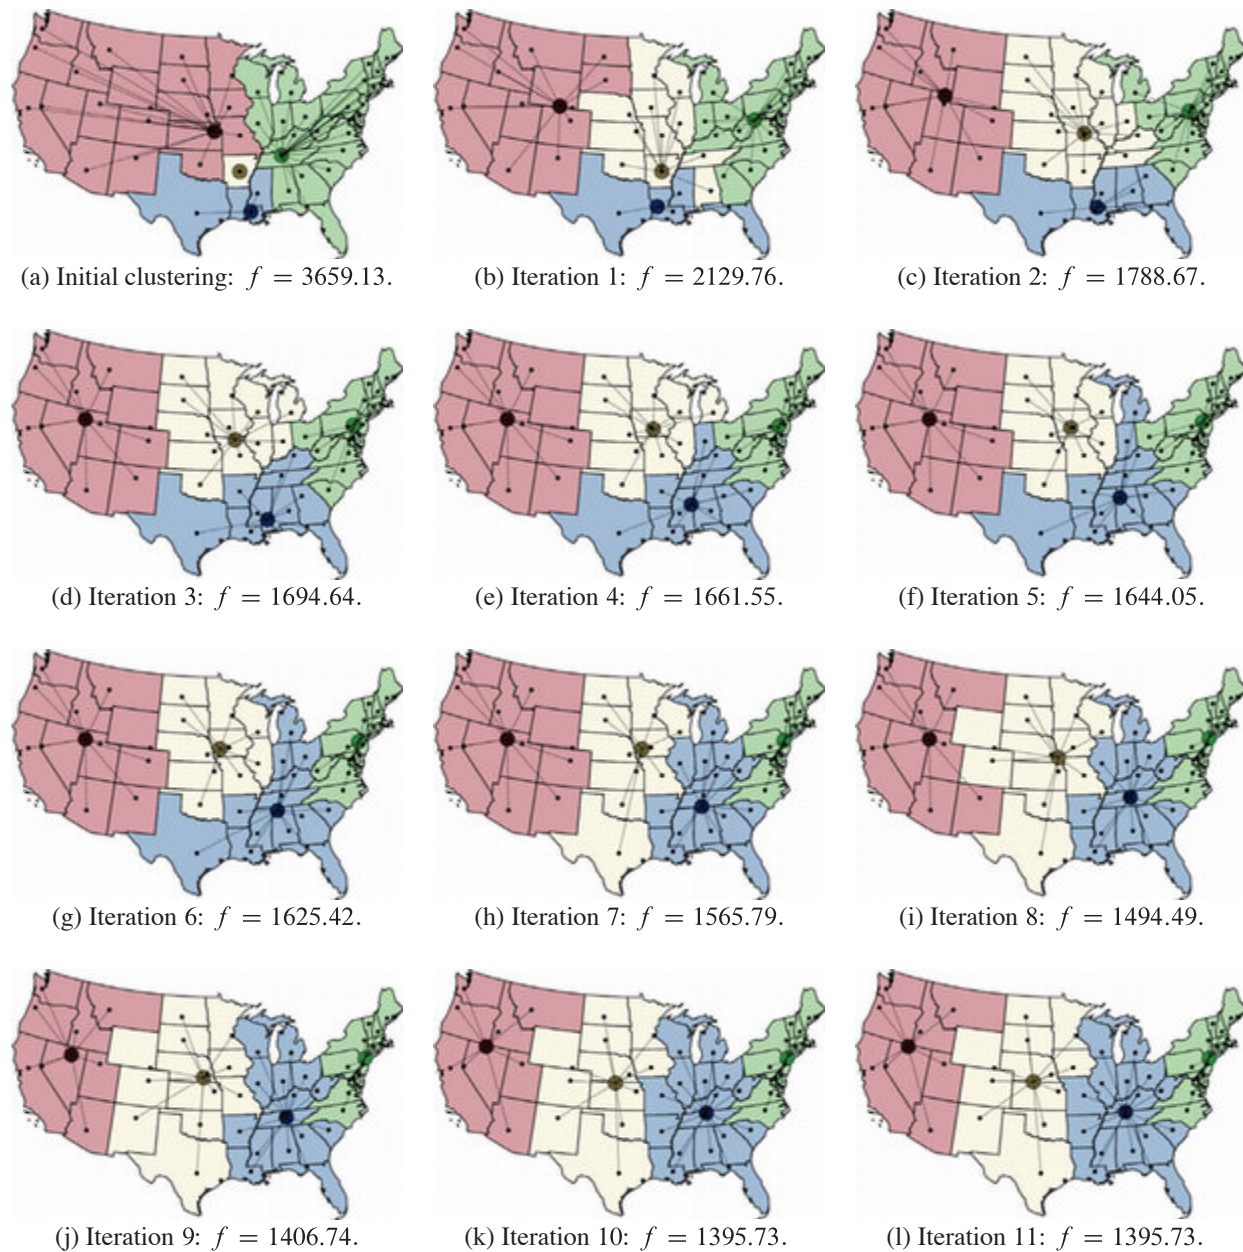 (a) Initial clustering: f = 3659.13.
(b) Iteration 1: f = 2129.76.
(c) Iteration 2: f = 1788.67.
(d) Iteration 3: f = 1694.64.
(e) Iteration 4: f = 1661.55.
(f) Iteration 5: f = 1644.05.
(g) Iteration 6: f = 1625.42.
(h) Iteration 7: f = 1565.79.
(i) Iteration 8: f = 1494.49.
(j) Iteration 9: f = 1406.74.
(k) Iteration 10: f = 1395.73.
(l) Iteration 11: f = 1395.73.